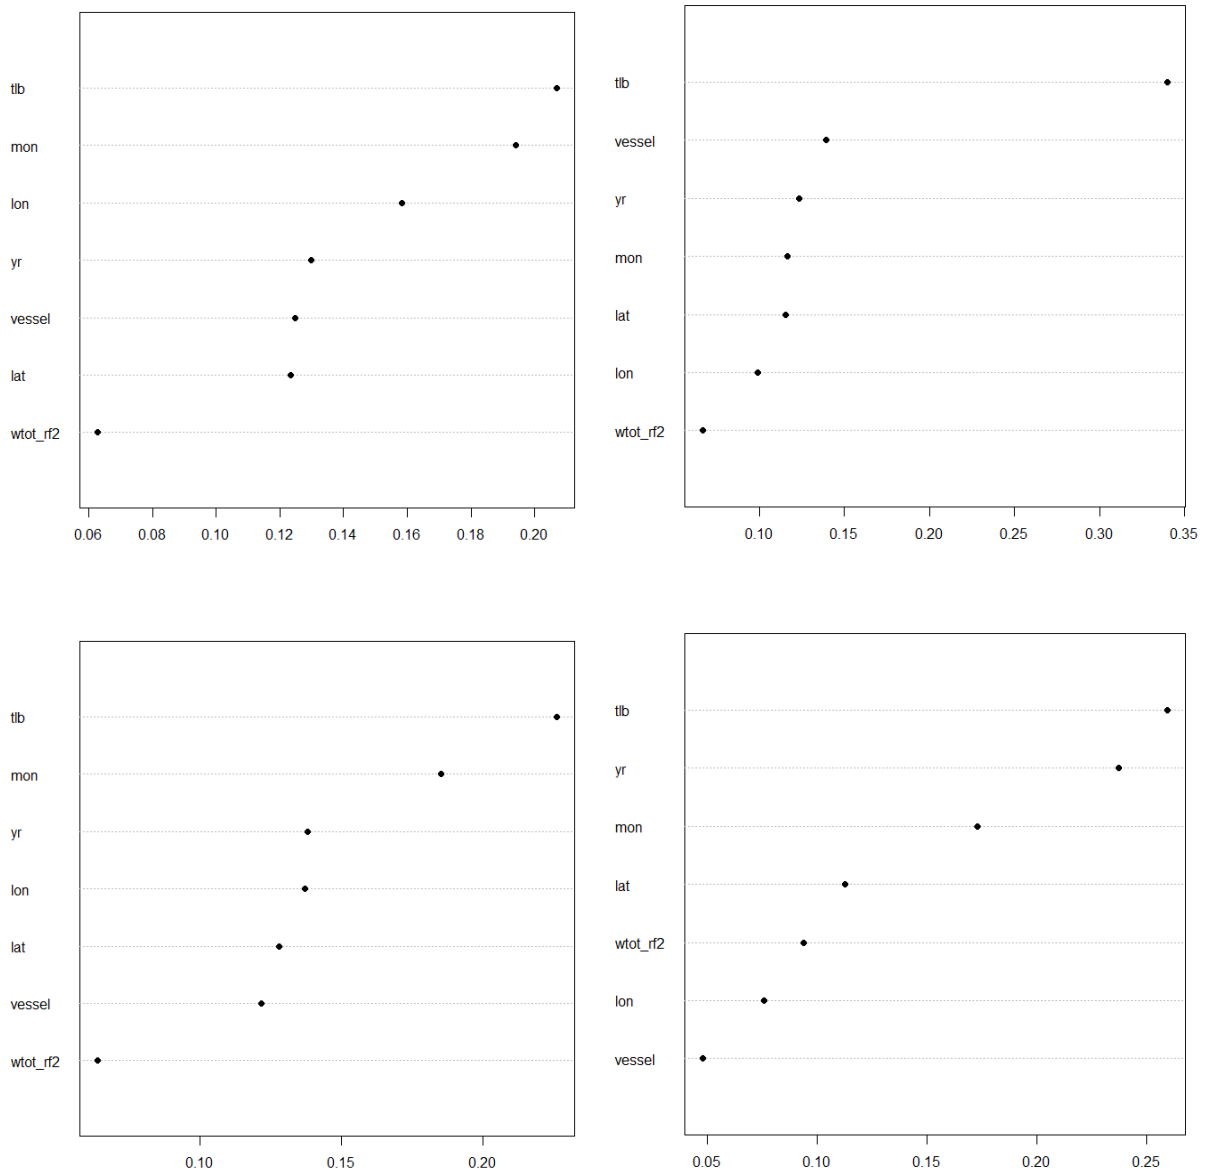 tlb
mon
lon
yr
vessel
lat
wtot_rf2
0.06 0.08 0.10 0.12 0.14 0.16 0.18 0.20
tlb
vessel
yr
mon
lat
lon
wtot_rf2
0.10 0.15 0.20 0.25 0.30 0.35
tlb
mon
yr
lon
lat
vessel
wtot_rf2
0.10 0.15 0.20
tlb
yr
mon
lat
wtot_rf2
lon
vessel
0.05 0.10 0.15 0.20 0.25